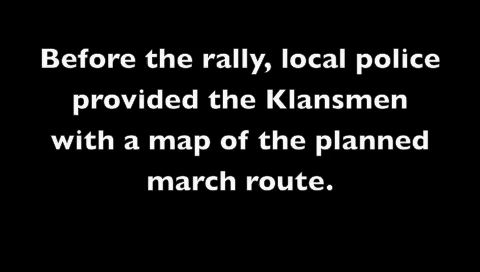 Before the rally, local police
provided the Klansmen
with a map of the planned
march route.